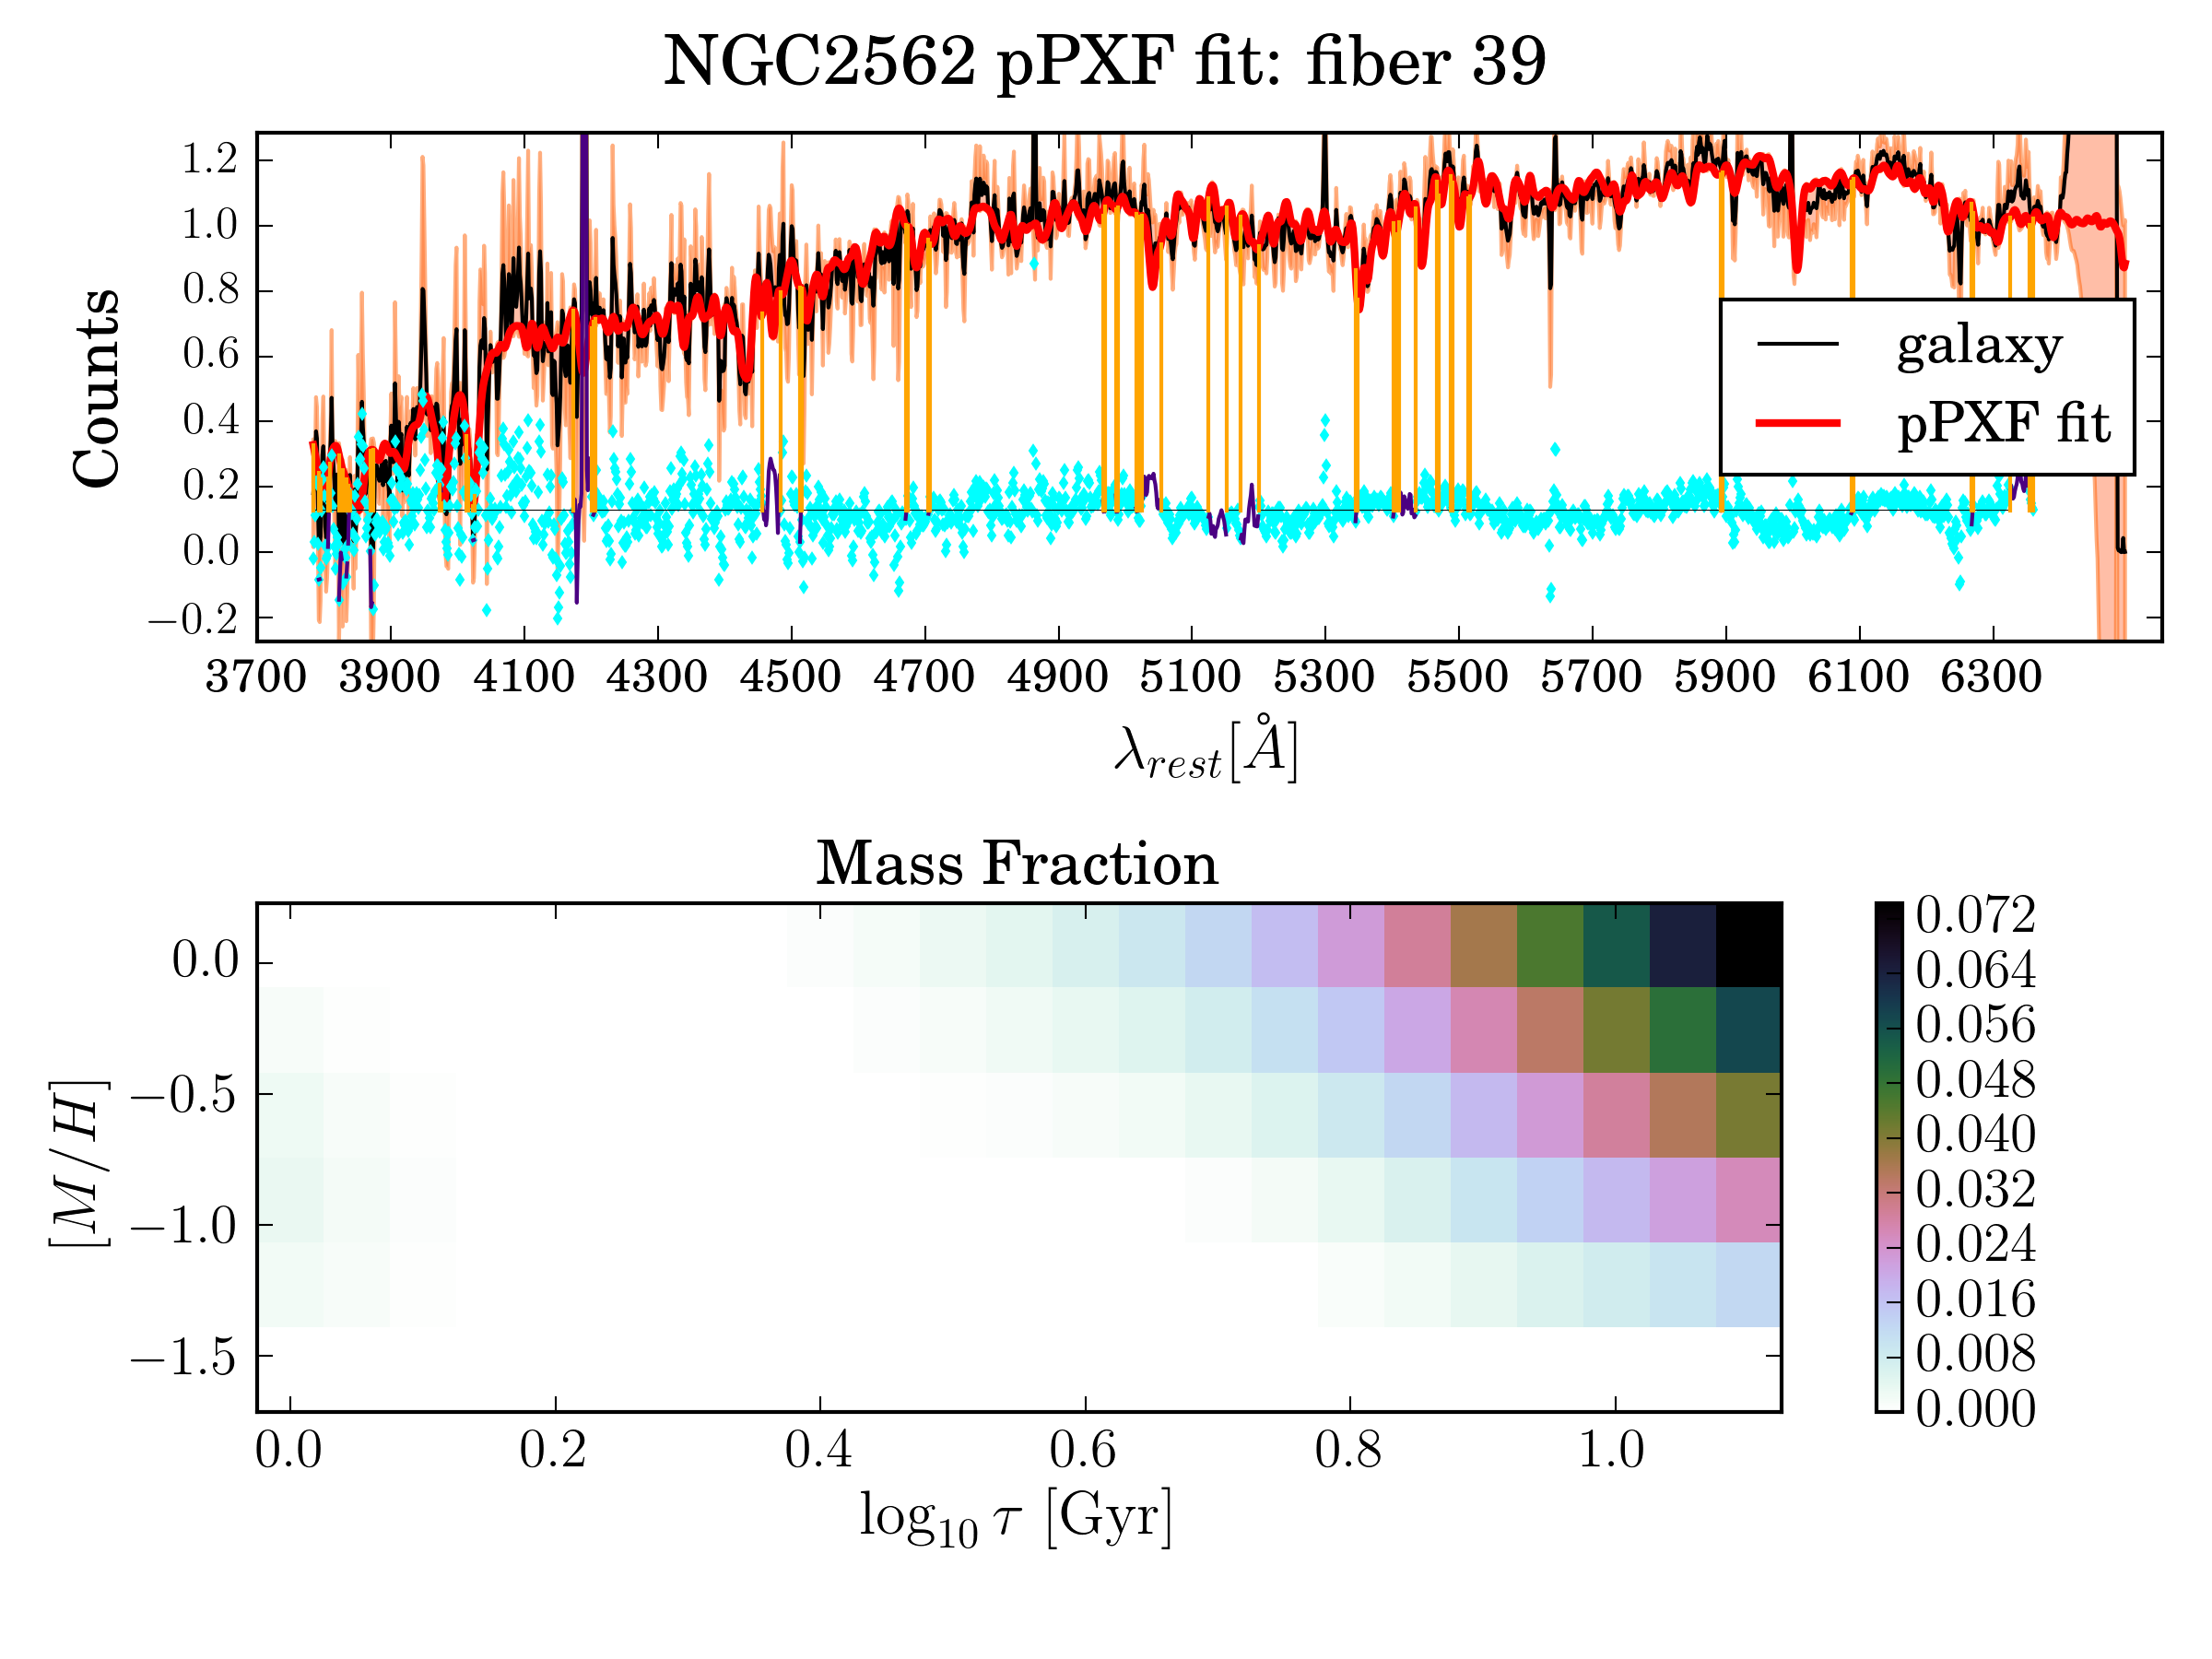 NGC2562 pPXF fit: fiber 39
Counts
1.2
1.0
0.8
0.6
0.4
0.2
0.0
−0.2
galaxy
pPXF fit
3700 3900 4100 4300 4500 4700 4900 5100 5300 5500 5700 5900 6100 6300
λrest[Å]
Mass Fraction
[M/H]
0.0
−0.5
−1.0
−1.5
0.0 0.2 0.4 0.6 0.8 1.0
log10 τ [Gyr]
0.072
0.064
0.056
0.048
0.040
0.032
0.024
0.016
0.008
0.000